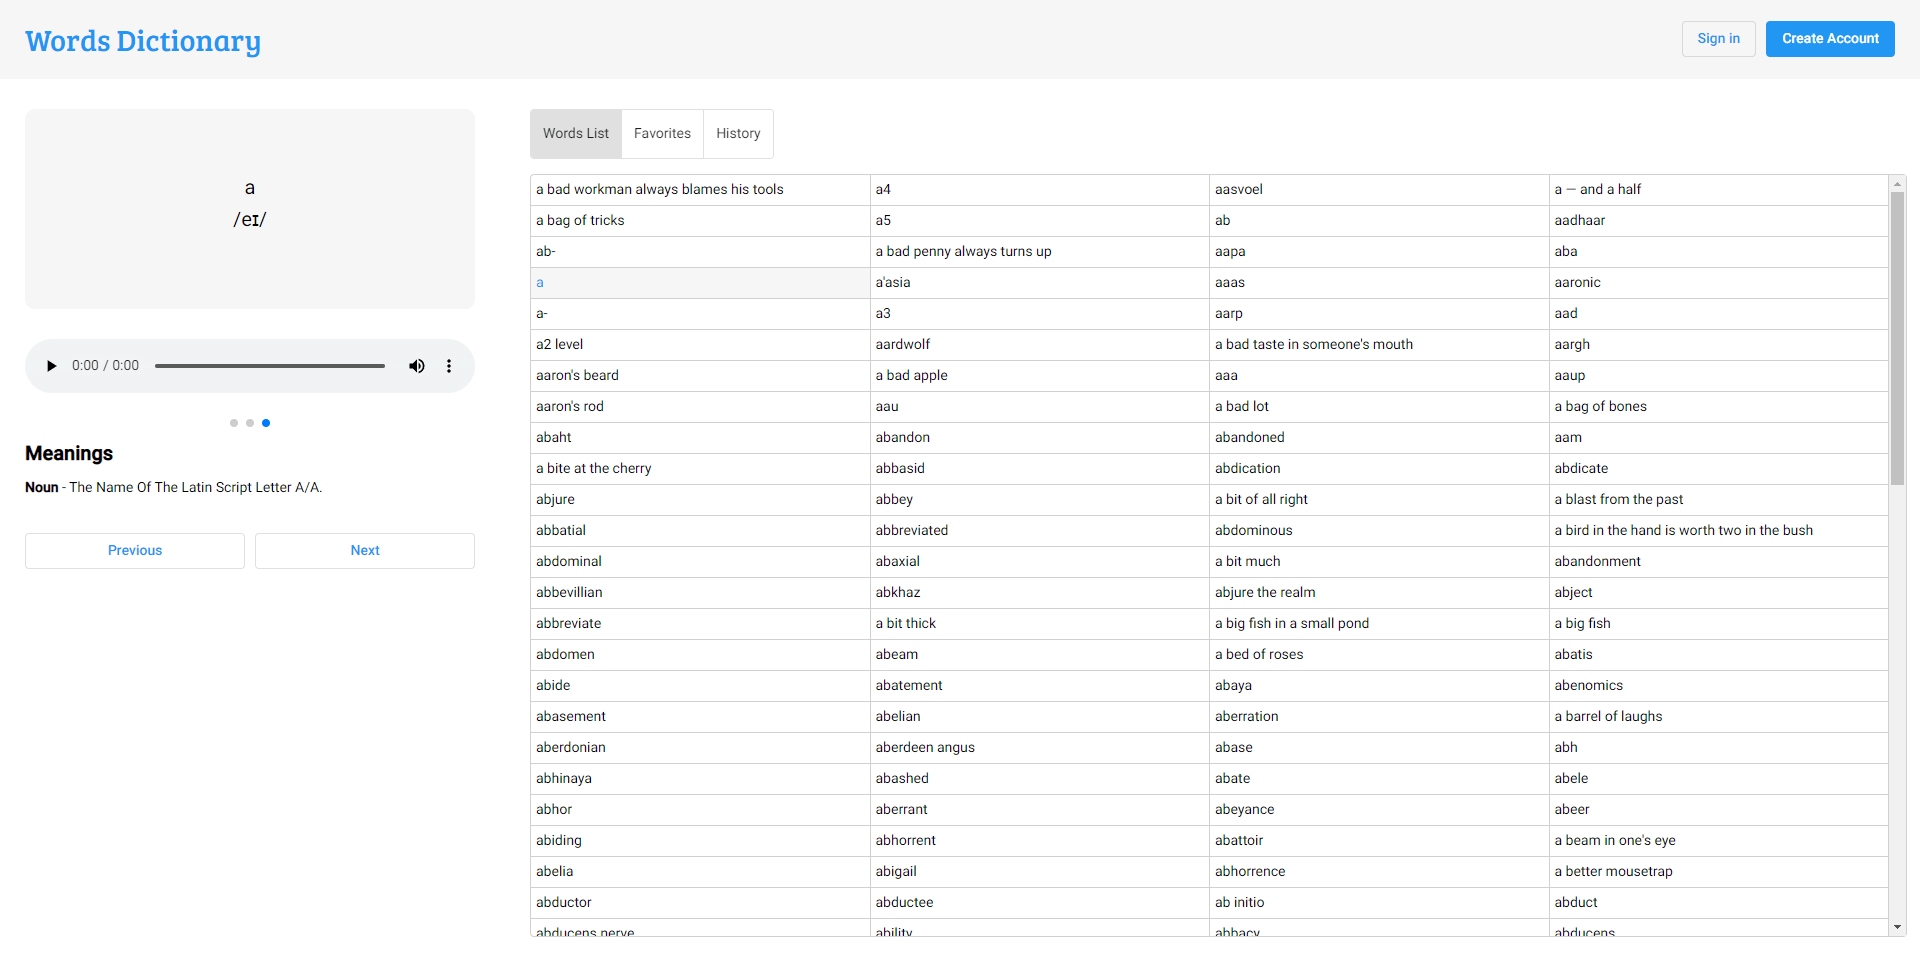 Words Dictionary
Sign in
Create Account
a
/eɪ/
0:00 / 0:00
Meanings
Noun - The Name Of The Latin Script Letter A/A.
Previous
Next
Words List
Favorites
History
a bad workman always blames his tools a4 aasvoel a — and a half
a bag of tricks a5 ab aadhaar
ab- a bad penny always turns up aapa aba
a a'asia aaas aaronic
a- a3 aarp aad
a2 level aardwolf a bad taste in someone's mouth aargh
aaron's beard a bad apple aaa aaup
aaron's rod aau a bad lot a bag of bones
abaht abandon abandoned aam
a bite at the cherry abbasid abdication abdicate
abjure abbey a bit of all right a blast from the past
abbatial abbreviated abdominous a bird in the hand is worth two in the bush
abdominal abaxial a bit much abandonment
abbevillian abkhaz abjure the realm abject
abbreviate a bit thick a big fish in a small pond a big fish
abdomen abeam a bed of roses abatis
abide abatement abaya abenomics
abasement abelian aberration a barrel of laughs
aberdonian aberdeen angus abase abh
abhinaya abashed abate abele
abhor aberrant abeyance abeer
abiding abhorrent abattoir a beam in one's eye
abelia abigail abhorrence a better mousetrap
abductor abductee ab initio abduct
abducens nerve ability abbacy abducens